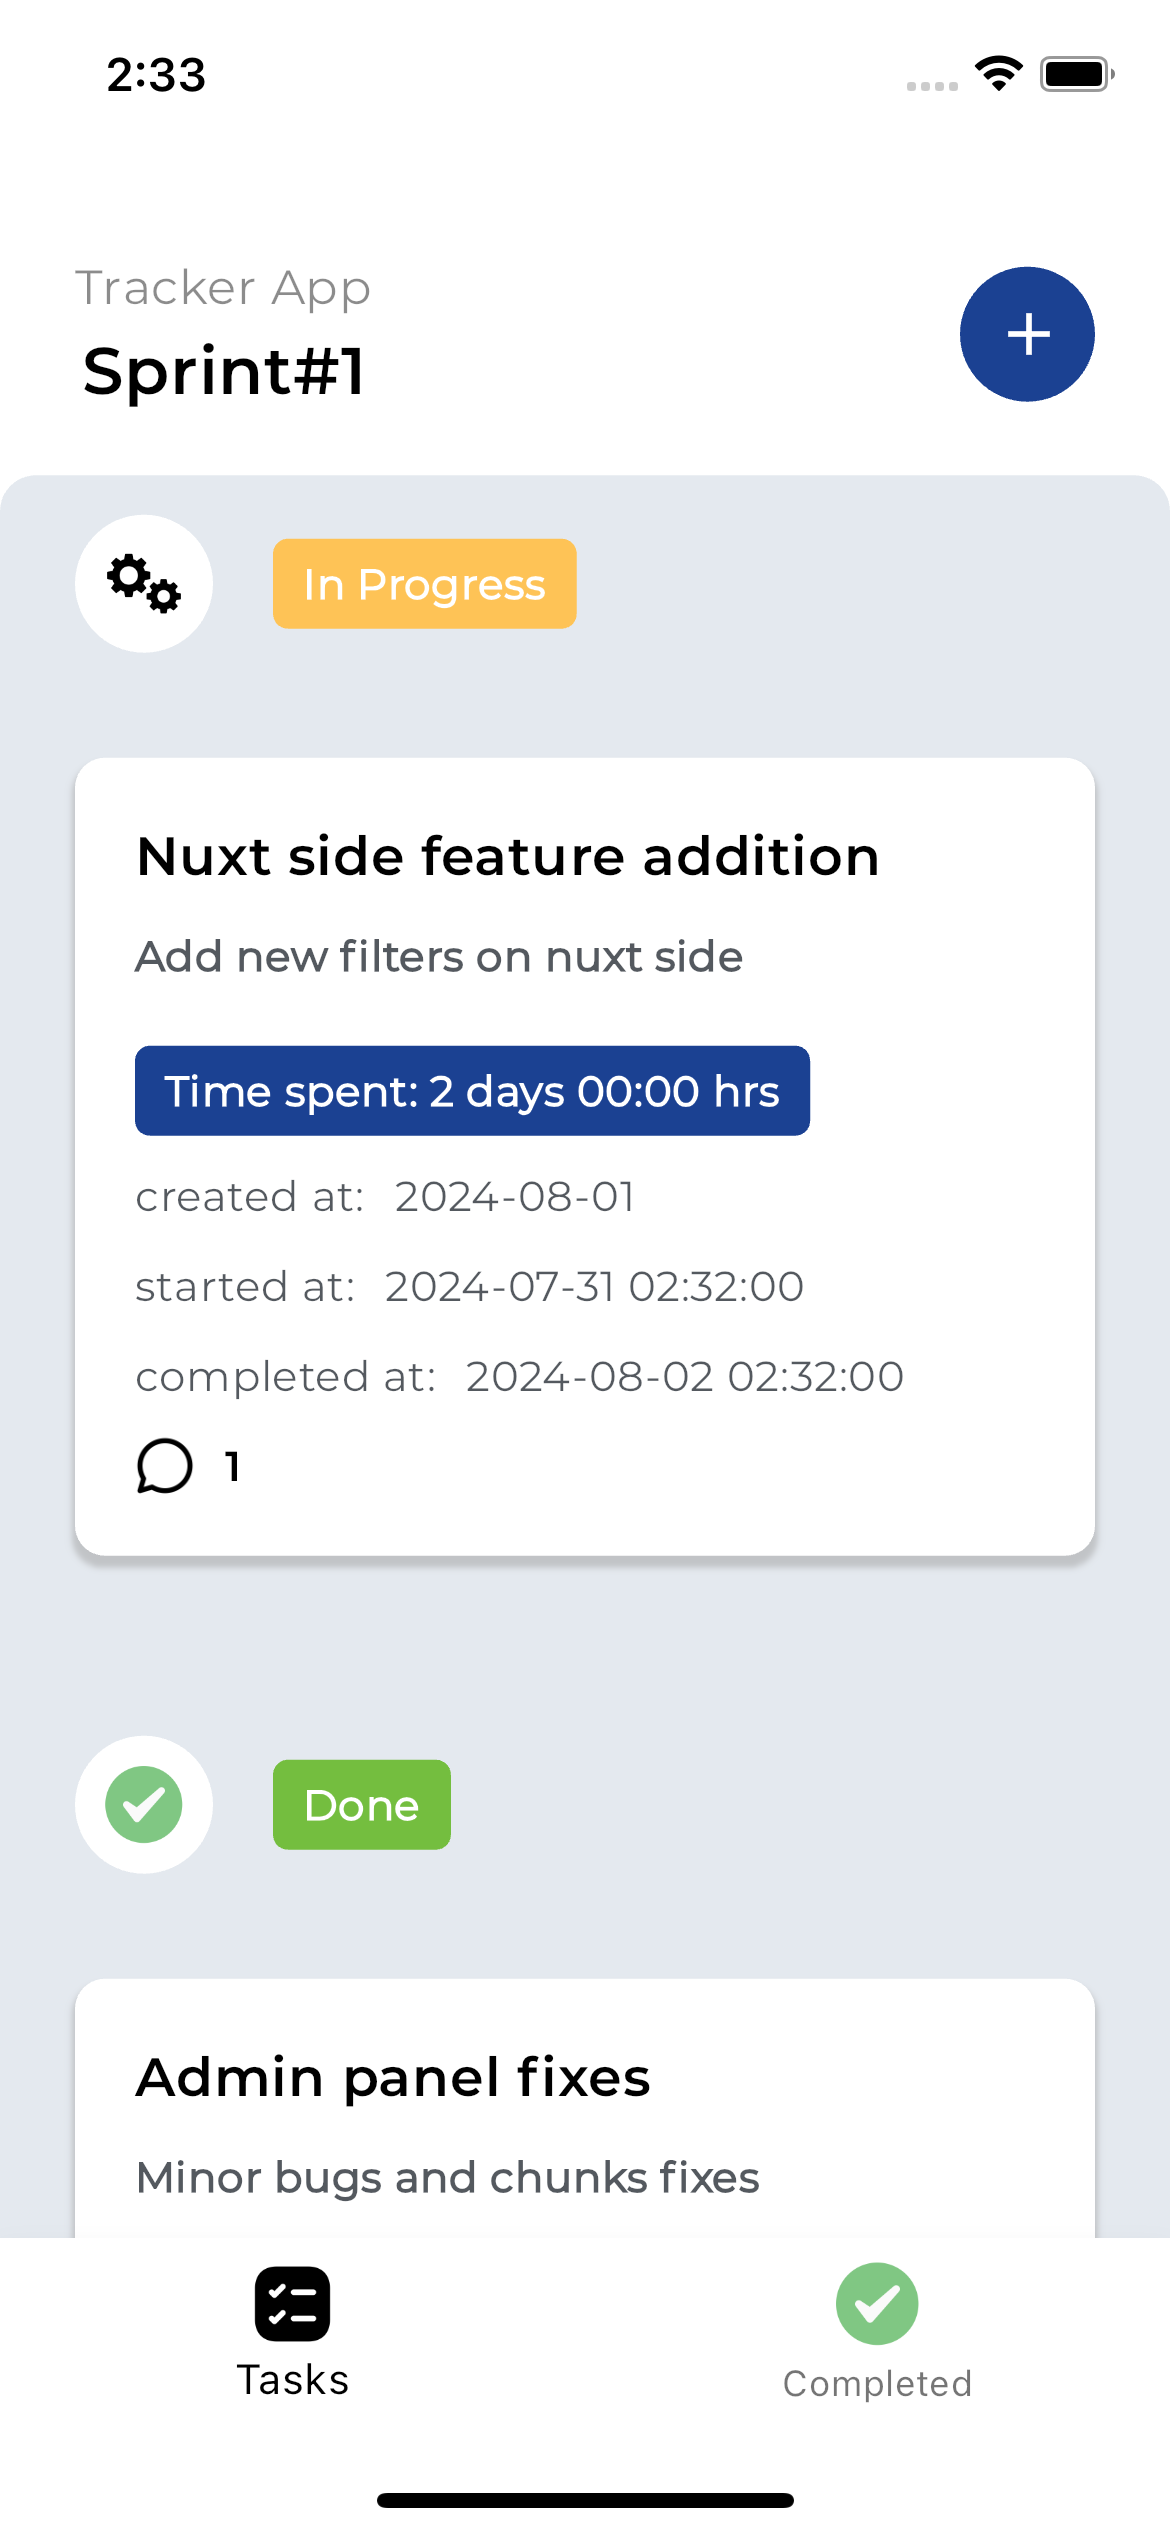 2:33
Tracker App
Sprint#1
In Progress
Nuxt side feature addition
Add new filters on nuxt side
Time spent: 2 days 00:00 hrs
created at: 2024-08-01
started at: 2024-07-31 02:32:00
completed at: 2024-08-02 02:32:00
1
Done
Admin panel fixes
Minor bugs and chunks fixes
Tasks
Completed